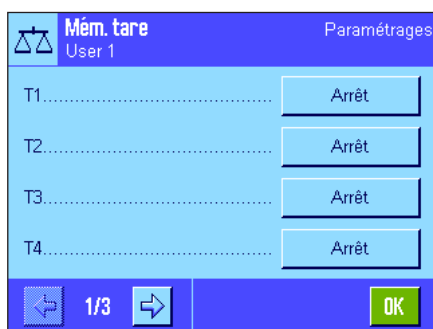 Mém. tare
Paramétrages
User 1
T1........................................ Arrêt
T2........................................ Arrêt
T3........................................ Arrêt
T4........................................ Arrêt
1/3
OK